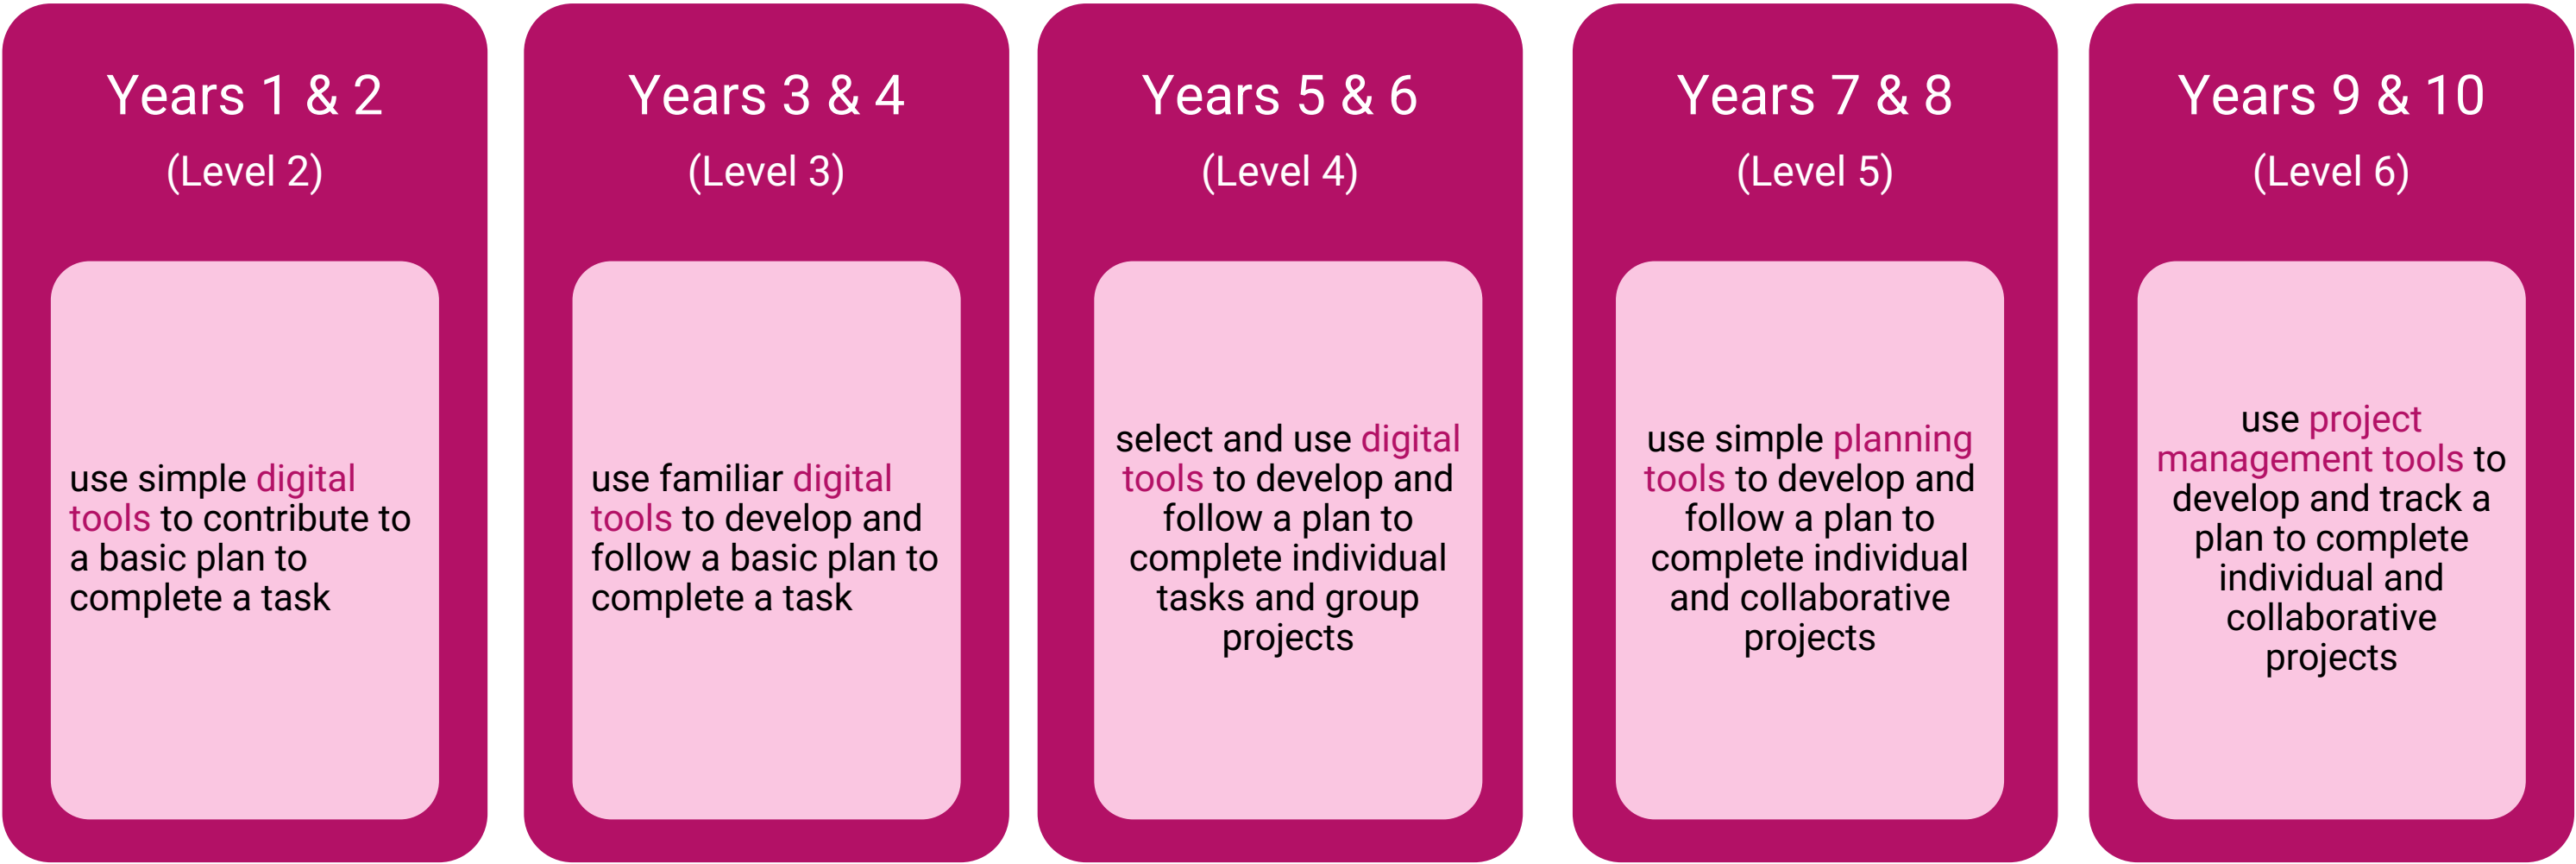 Years 1 & 2
(Level 2)
use simple digital
tools to contribute to
a basic plan to
complete a task
Years 3 & 4
(Level 3)
use familiar digital
tools to develop and
follow a basic plan to
complete a task
Years 5 & 6
(Level 4)
select and use digital
tools to develop and
follow a plan to
complete individual
tasks and group
projects
Years 7 & 8
(Level 5)
use simple planning
tools to develop and
follow a plan to
complete individual
and collaborative
projects
Years 9 & 10
(Level 6)
use project
management tools to
develop and track a
plan to complete
individual and
collaborative
projects